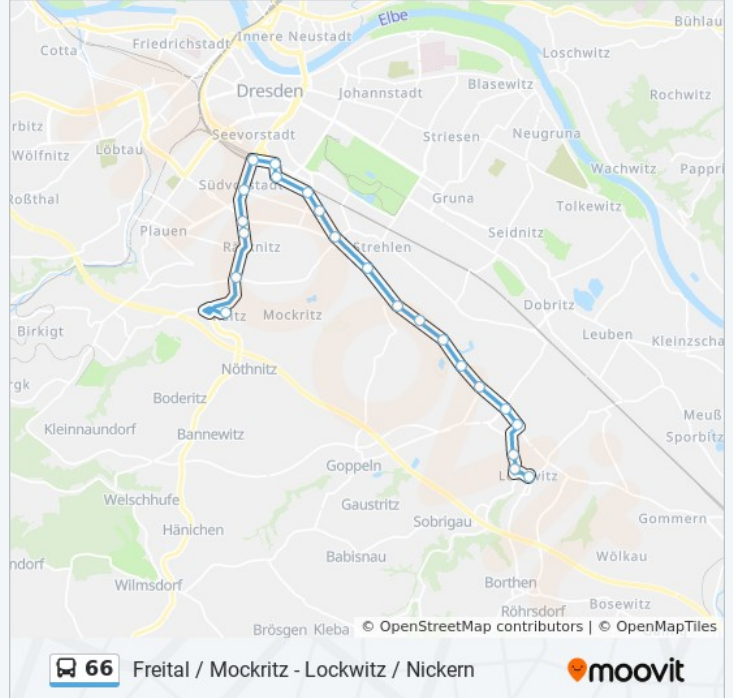 Elbe
Bühlau
Cotta
Friedrichstadt
Innere Neustadt
Loschwitz
Dresden
Johannstadt
Blasewitz
Rochwitz
rbitz
Löbtau
Seevorstadt
Striesen
Neugruna
Wölfnitz
Wachwitz
Pappri
Roßthal
Gruna
Tolkewitz
Plauen
Strehlen
Seidnitz
Mockritz
Dobritz
Birkigt
Leuben
Kleinzscha
Nöthnitz
rgk
Boderitz
Meuß
Kleinnaundorf
Bannewitz
Sporbitz
Goppeln
Welschhufe
Gaustritz
Hänichen
Sobrigau
Gommern
ndorf
Babisnau
Wölkau
Wilmsdorf
Borthen
Röhrsdorf
Bosewitz
Brösgen
Kleba
© OpenStreetMap contributors | © OpenMapTiles
66 Freital / Mockritz - Lockwitz / Nickern
moovit